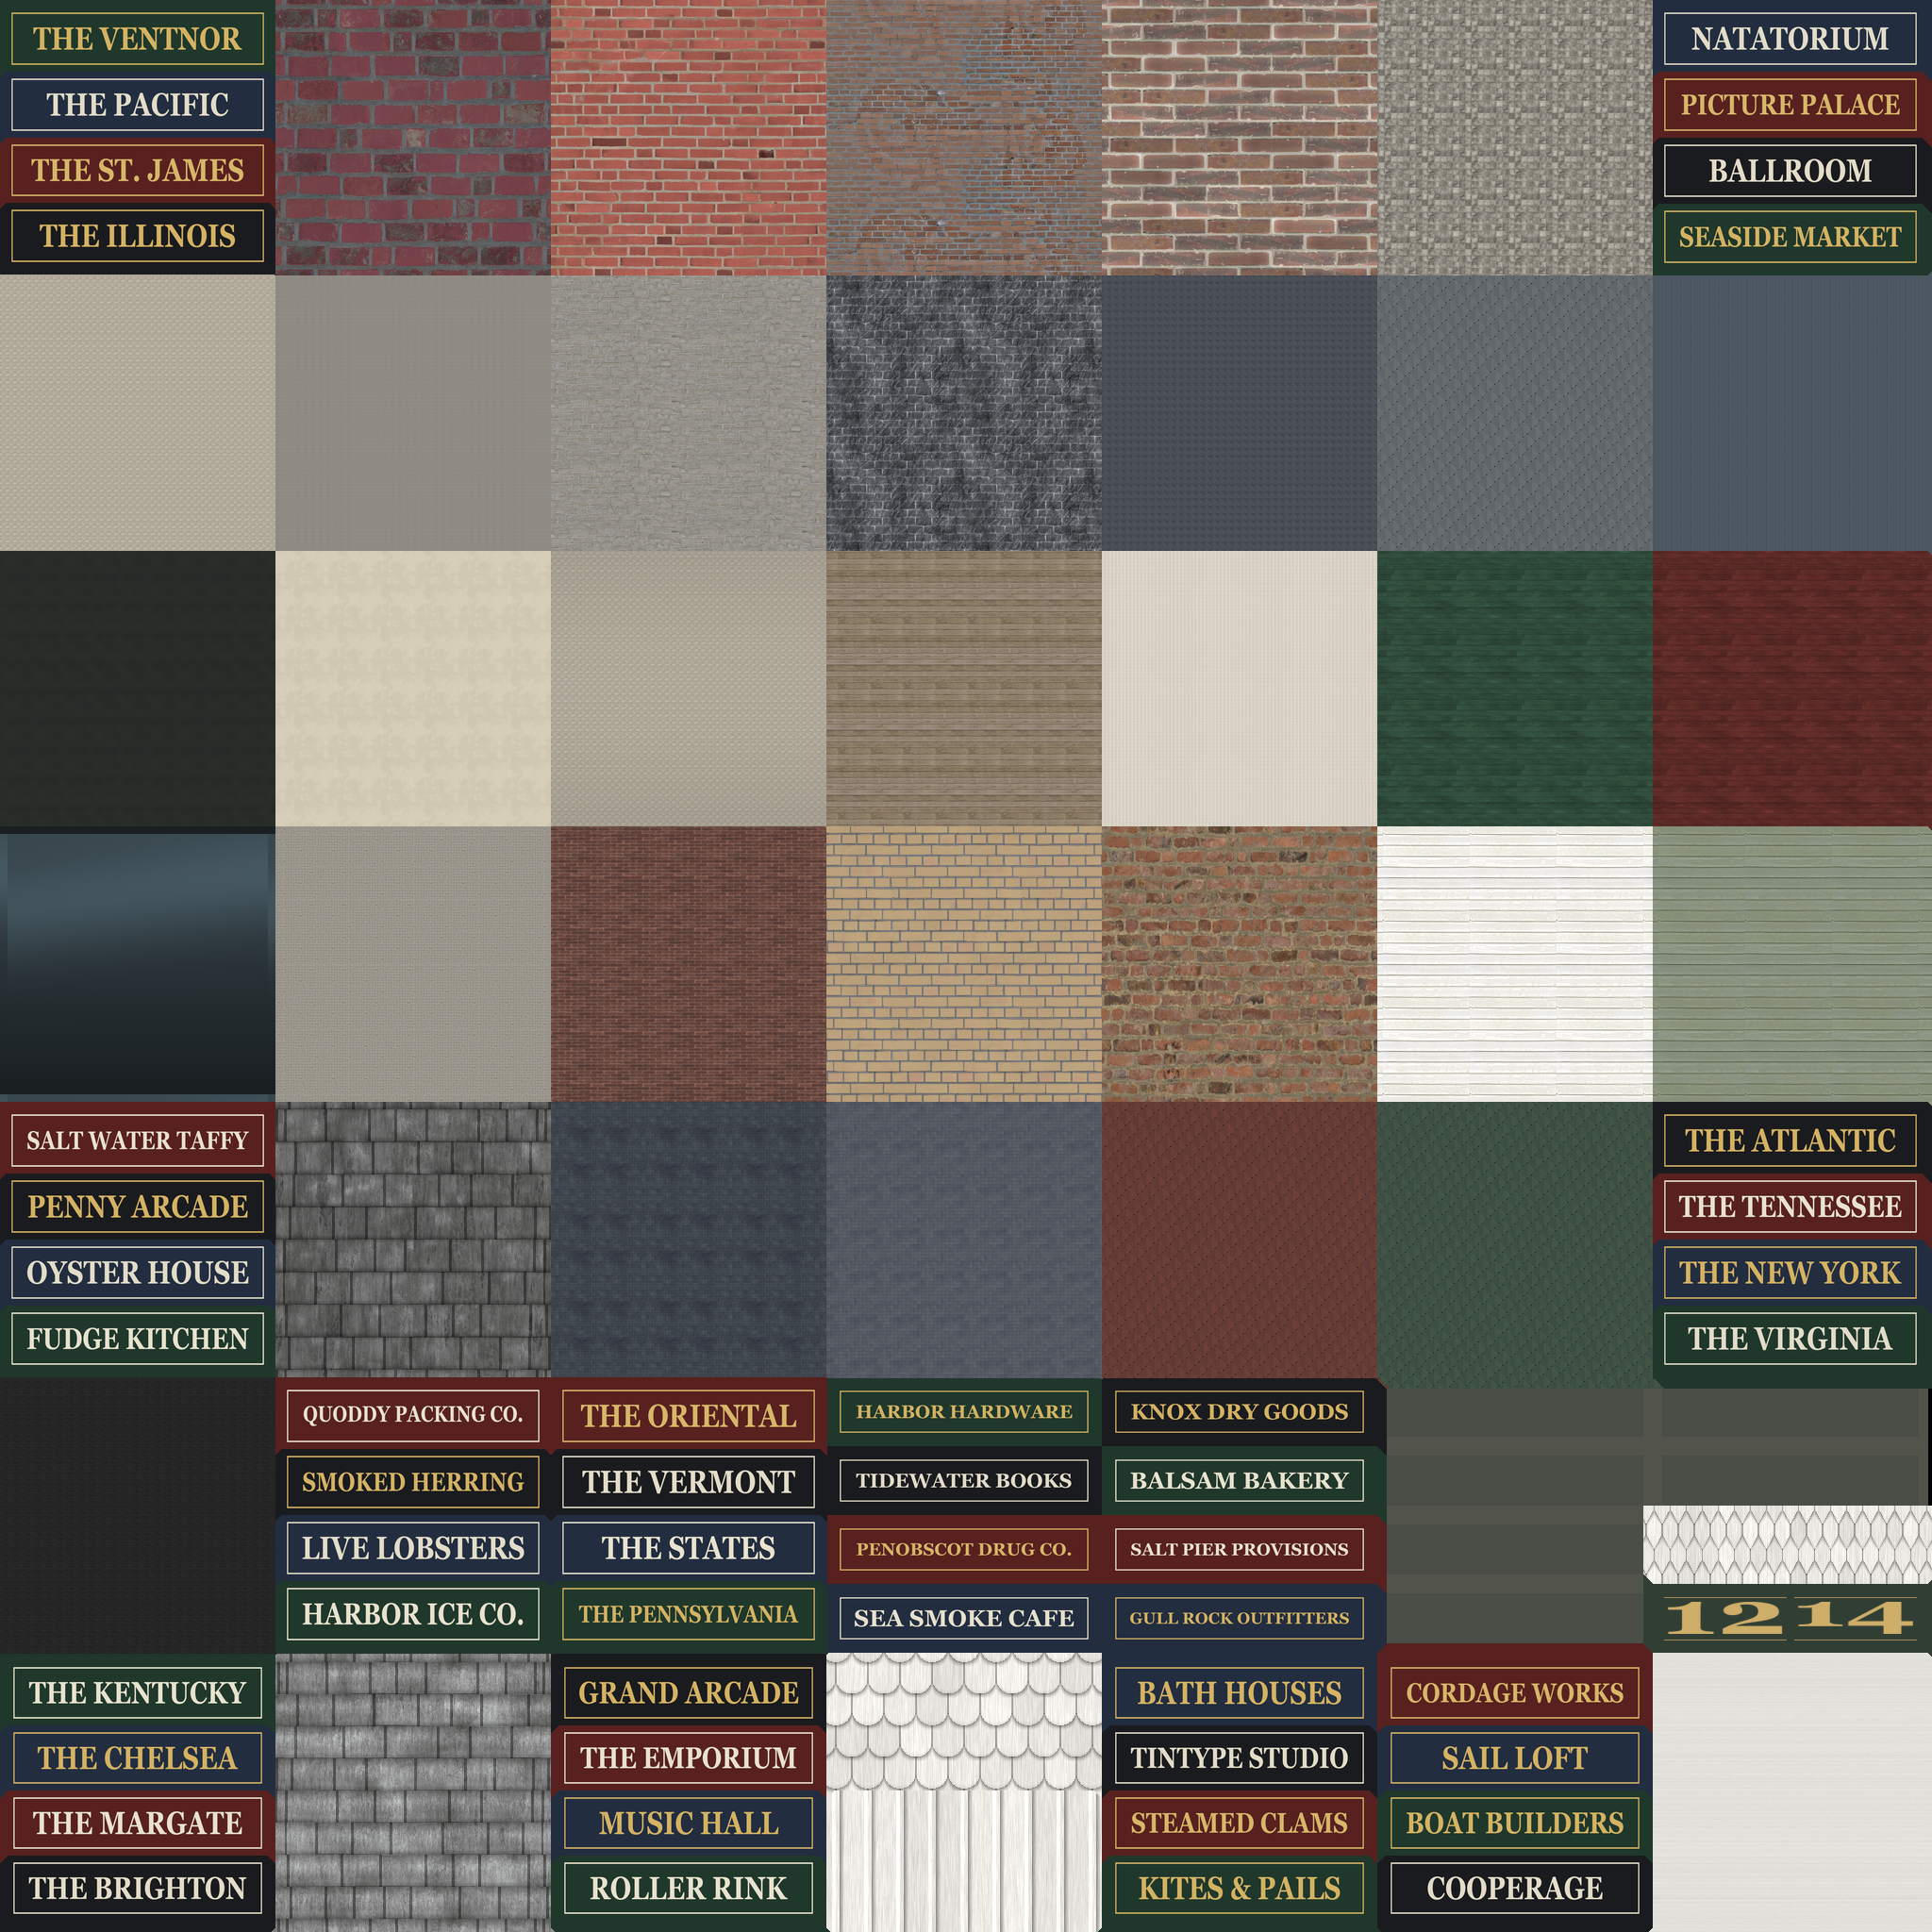 THE VENTNOR
THE PACIFIC
THE ST. JAMES
THE ILLINOIS
NATATORIUM
PICTURE PALACE
BALLROOM
SEASIDE MARKET
SALT WATER TAFFY
PENNY ARCADE
OYSTER HOUSE
FUDGE KITCHEN
THE ATLANTIC
THE TENNESSEE
THE NEW YORK
THE VIRGINIA
QUODDY PACKING CO.
SMOKED HERRING
LIVE LOBSTERS
HARBOR ICE CO.
THE ORIENTAL
THE VERMONT
THE STATES
THE PENNSYLVANIA
HARBOR HARDWARE
TIDEWATER BOOKS
PENOBSCOT DRUG CO.
SEA SMOKE CAFE
KNOX DRY GOODS
BALSAM BAKERY
SALT PIER PROVISIONS
GULL ROCK OUTFITTERS
12 14
THE KENTUCKY
THE CHELSEA
THE MARGATE
THE BRIGHTON
GRAND ARCADE
THE EMPORIUM
MUSIC HALL
ROLLER RINK
BATH HOUSES
TINTYPE STUDIO
STEAMED CLAMS
KITES & PAILS
CORDAGE WORKS
SAIL LOFT
BOAT BUILDERS
COOPERAGE